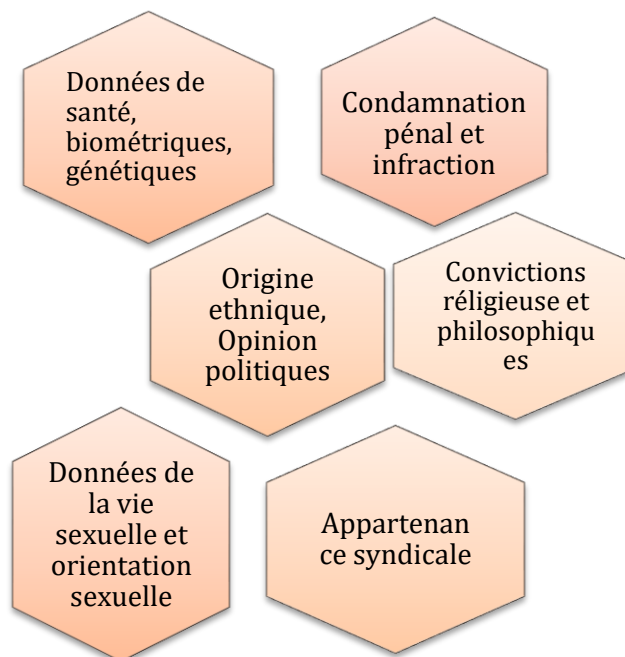 Données de
santé,
biométriques,
génétiques
Condamnation
pénal et
infraction
Origine
ethnique,
Opinion
politiques
Convictions
réligieuse et
philosophiqu
es
Données de
la vie
sexuelle et
orientation
sexuelle
Appartenan
ce syndicale